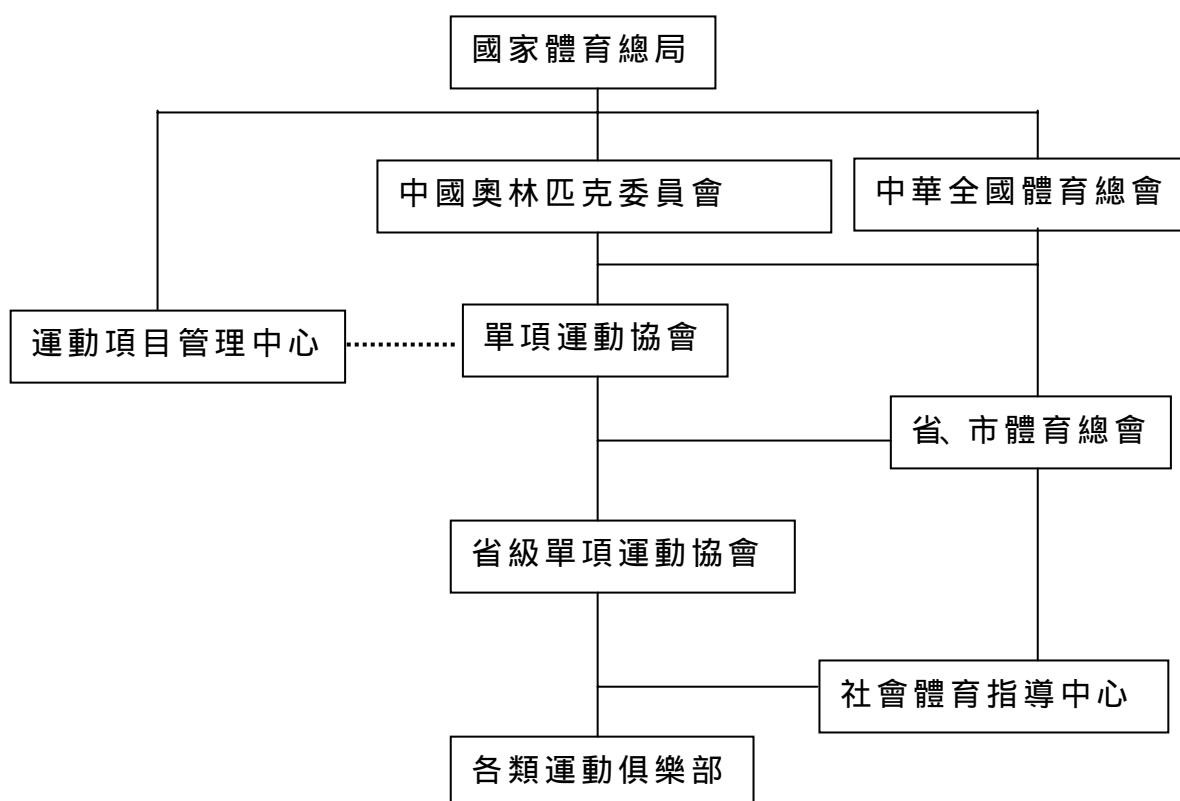 國家體育總局
中國奧林匹克委員會
中華全國體育總會
運動項目管理中心
單項運動協會
省、市體育總會
省級單項運動協會
社會體育指導中心
各類運動俱樂部